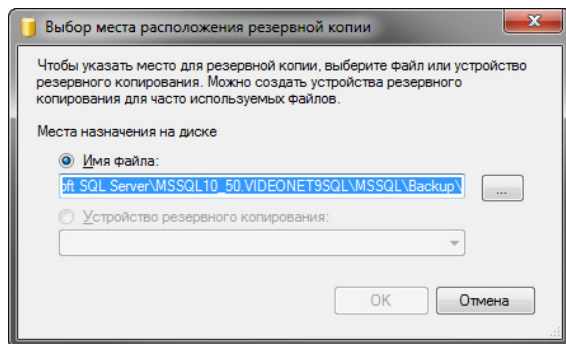 Выбор места расположения резервной копии
Чтобы указать место для резервной копии, выберите файл или устройство
резервного копирования. Можно создать устройства резервного
копирования для часто используемых файлов.
Места назначения на диске
Имя файла:
oft SQL Server\MSSQL10_50.VIDEONET9SQL\MSSQL\Backup\
...
Устройство резервного копирования:
OK
Отмена